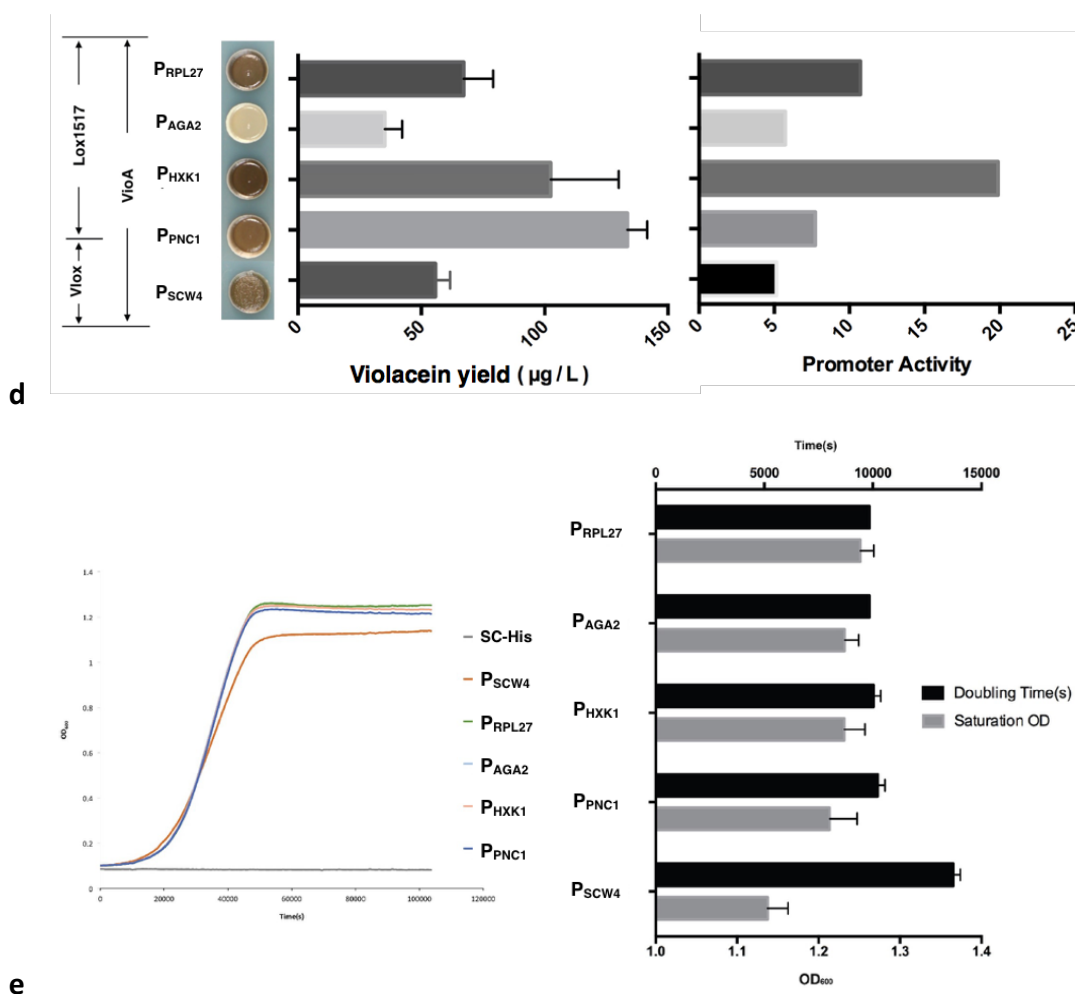 Lox1517
Vlox
VioA
PRPL27
PAGA2
PHXK1
PPNC1
PSCW4
0 50 100 150
Violacein yield ( µg / L )
0 5 10 15 20 25
Promoter Activity
d
1.4
1.2
1
0.8
0.6
0.4
0.2
0
OD600
0 20000 40000 60000 80000 100000 120000
Time(s)
SC-His
PSCW4
PRPL27
PAGA2
PHXK1
PPNC1
Time(s)
0 5000 10000 15000
PRPL27
PAGA2
PHXK1
PPNC1
PSCW4
Doubling Time(s)
Saturation OD
1.0 1.1 1.2 1.3 1.4
OD600
e